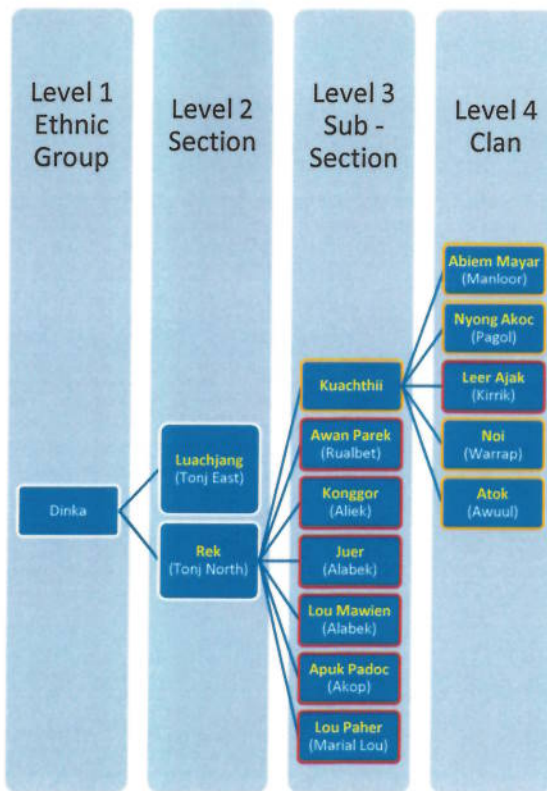 Level 1
Ethnic
Group
Level 2
Section
Level 3
Sub -
Section
Level 4
Clan
Dinka
Luachjang
(Tonj East)
Rek
(Tonj North)
Kuachthii
Awan Parek
(Rualbet)
Konggor
(Aliek)
Juer
(Alabek)
Lou Mawien
(Alabek)
Apuk Padoc
(Akop)
Lou Paher
(Marial Lou)
Abiem Mayar
(Manloor)
Nyong Akoc
(Pagol)
Leer Ajak
(Kirrik)
Noi
(Warrap)
Atok
(Awuul)